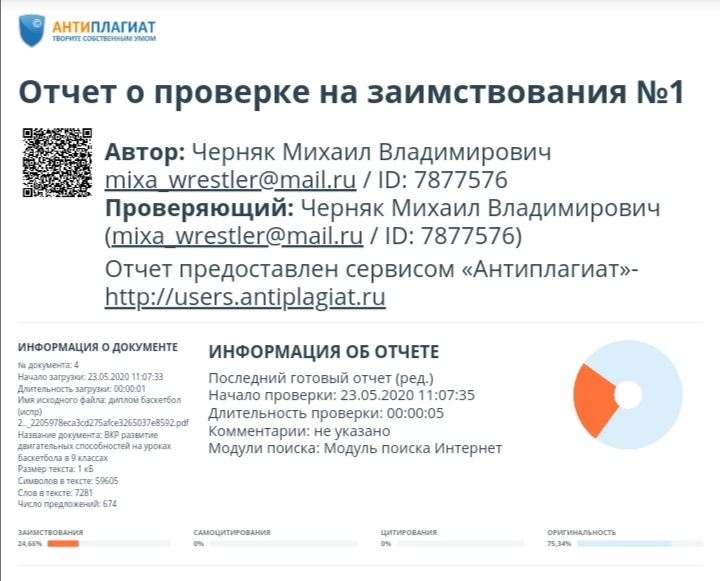 АНТИПЛАГИАТ
ТВОРИТЕ СОБСТВЕННЫМ УМОМ
Отчет о проверке на заимствования №1
Автор: Черняк Михаил Владимирович
mixa_wrestler@mail.ru / ID: 7877576
Проверяющий: Черняк Михаил Владимирович
(mixa_wrestler@mail.ru / ID: 7877576)
Отчет предоставлен сервисом «Антиплагиат»-
http://users.antiplagiat.ru
ИНФОРМАЦИЯ О ДОКУМЕНТЕ
№ документа: 4
Начало загрузки: 23.05.2020 11:07:33
Длительность загрузки: 00:00:01
Имя исходного файла: диплом баскетбол
(испр)
2.._2205978eca3cd275afce3265037e8592.pdf
Название документа: ВКР развитие
двигательных способностей на уроках
баскетбола в 9 классах
Размер текста: 1 кБ
Cимволов в тексте: 59605
Слов в тексте: 7281
Число предложений: 674
ИНФОРМАЦИЯ ОБ ОТЧЕТЕ
Последний готовый отчет (ред.)
Начало проверки: 23.05.2020 11:07:35
Длительность проверки: 00:00:05
Комментарии: не указано
Модули поиска: Модуль поиска Интернет
ЗАИМСТВОВАНИЯ
24,66%
САМОЦИТИРОВАНИЯ
0%
ЦИТИРОВАНИЯ
0%
ОРИГИНАЛЬНОСТЬ
75,34%